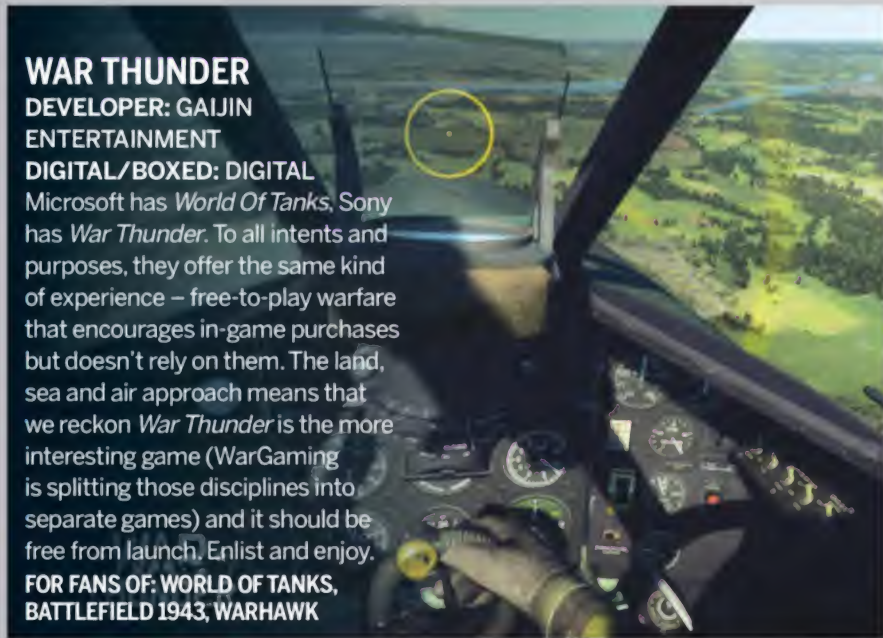 WAR THUNDER
DEVELOPER: GAIJIN
ENTERTAINMENT
DIGITAL/BOXED: DIGITAL
Microsoft has World Of Tanks, Sony
has War Thunder. To all intents and
purposes, they offer the same kind
of experience – free-to-play warfare
that encourages in-game purchases
but doesn't rely on them. The land,
sea and air approach means that
we reckon War Thunder is the more
interesting game (WarGaming
is splitting those disciplines into
separate games) and it should be
free from launch. Enlist and enjoy.
FOR FANS OF: WORLD OF TANKS,
BATTLEFIELD 1943, WARHAWK